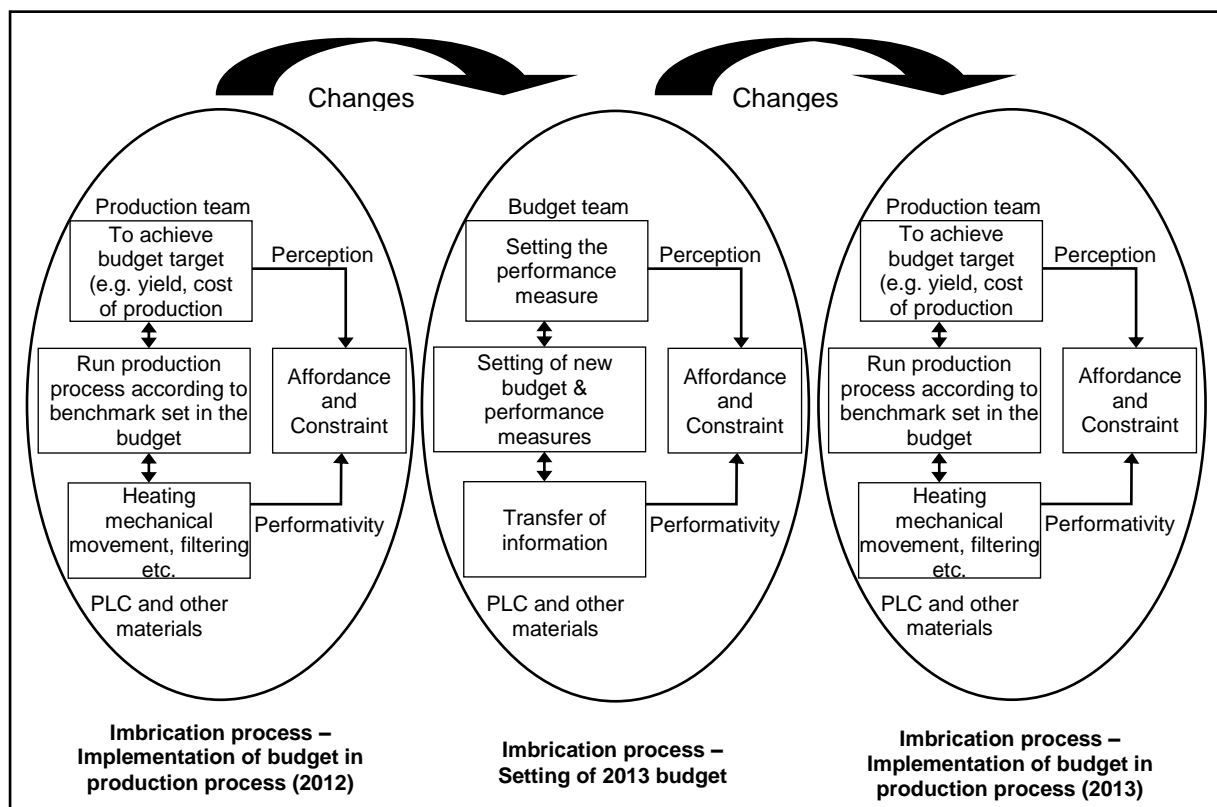 Changes
Changes
Production team
To achieve
budget target
(e.g. yield, cost
of production
Perception
Run production
process according to
benchmark set in the
budget
Affordance
and
Constraint
Heating
mechanical
movement, filtering
etc.
Performativity
PLC and other
materials
Imbrication process –
Implementation of budget in
production process (2012)
Budget team
Setting the
performance
measure
Perception
Setting of new
budget & performance
measures
Affordance
and
Constraint
Transfer of
information
Performativity
PLC and other
materials
Imbrication process –
Setting of 2013 budget
Production team
To achieve
budget target
(e.g. yield, cost
of production
Perception
Run production
process according to
benchmark set in the
budget
Affordance
and
Constraint
Heating
mechanical
movement, filtering
etc.
Performativity
PLC and other
materials
Imbrication process –
Implementation of budget in
production process (2013)